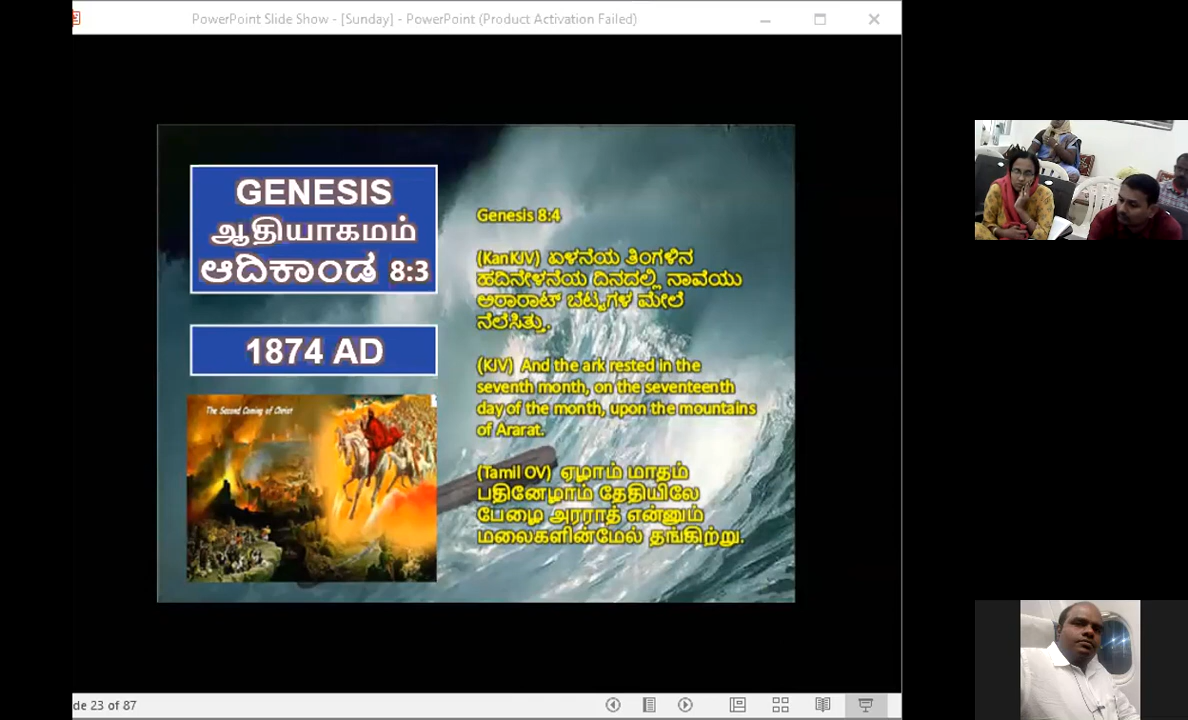 PowerPoint Slide Show - [Sunday] - PowerPoint (Product Activation Failed)
GENESIS
ஆதியாகமம்
ಆದಿಕಾಂಡ 8:3
1874 AD
The Second Coming of Christ
Genesis 8:4
(KanKJV) ಏಳನೆಯ ತಿಂಗಳಿನ
ಹದಿನೇಳನೆಯ ದಿನದಲ್ಲಿ ನಾವೆಯು
ಅರಾರಾಟ್ ಬೆಟ್ಟಗಳ ಮೇಲೆ
ನೆಲೆಸಿತ್ತು.
(KJV) And the ark rested in the
seventh month, on the seventeenth
day of the month, upon the mountains
of Ararat.
(Tamil OV) ஏழாம் மாதம்
பதினேழாம் தேதியிலே
பேழை அரராத் என்னும்
மலைகளின்மேல் தங்கிற்று.
de 23 of 87